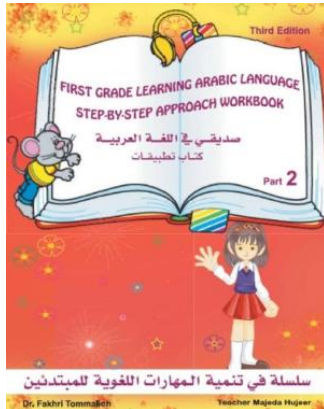 Third Edition
FIRST GRADE LEARNING ARABIC LANGUAGE
STEP-BY-STEP APPROACH WORKBOOK
صديقي في اللغة العربية
كتاب تطبيقات
Part 2
سلسلة في تنمية المهارات اللغوية للمبتدئين
Dr. Fakhri Tommalieh
Teacher Majeda Hujeer